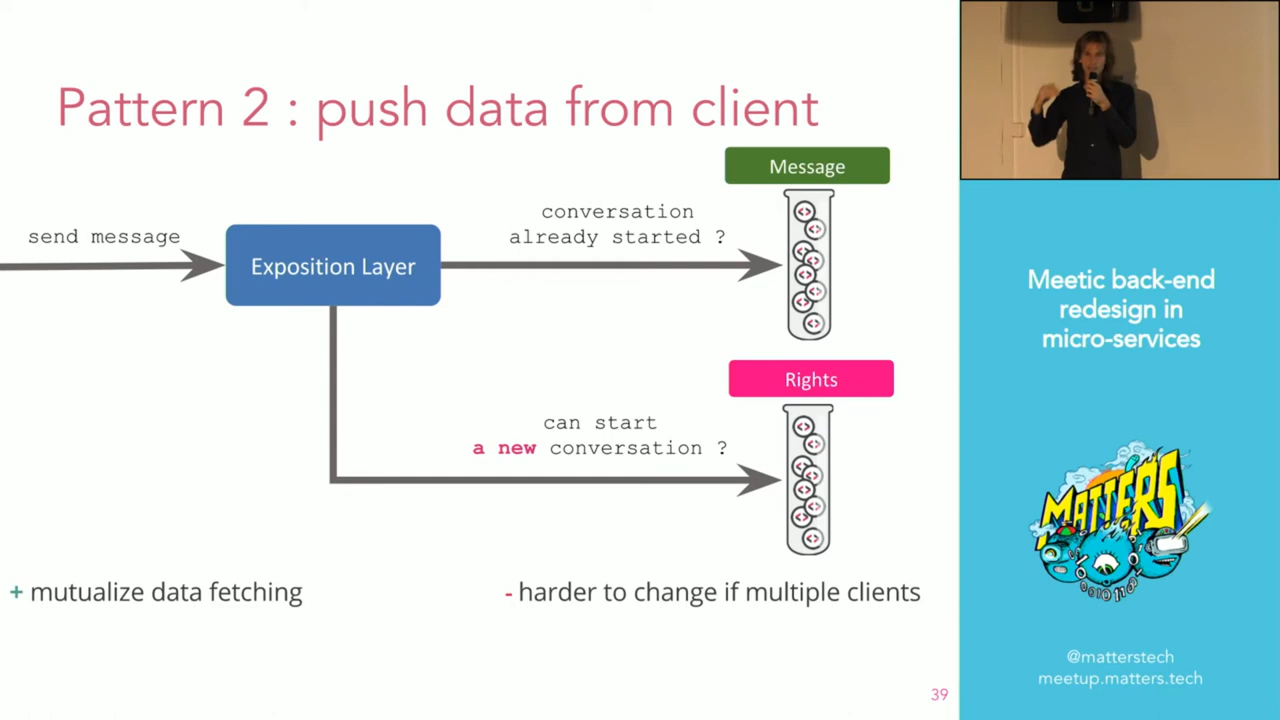 Pattern 2 : push data from client
Message
conversation
already started ?
send message
Exposition Layer
Rights
can start
a new conversation ?
+ mutualize data fetching
- harder to change if multiple clients
39
Meetic back-end
redesign in
micro-services
MATTERS
@matterstech
meetup.matters.tech